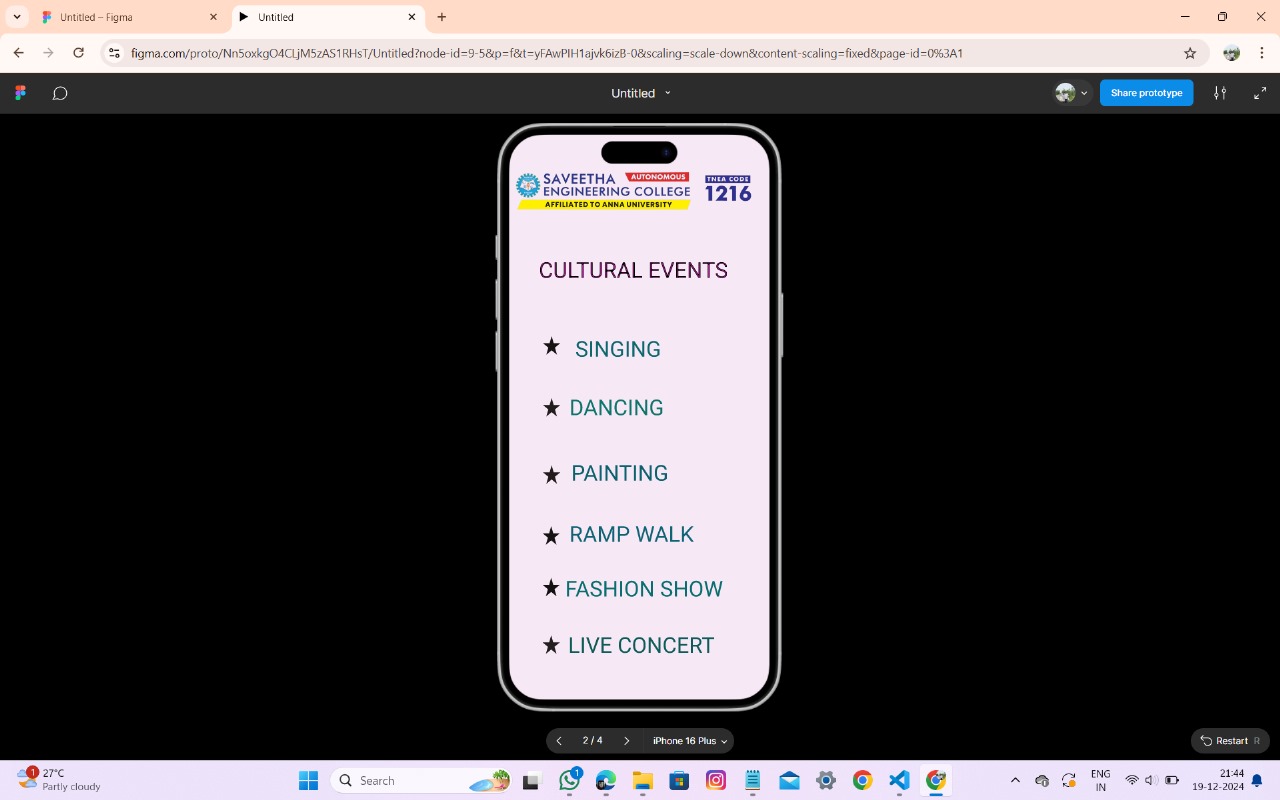 Untitled – Figma
Untitled
figma.com/proto/Nn5oxkgO4CLjM5zAS1RHsT/Untitled?node-id=9-5&p=f&t=yFAwPIH1ajvk6izB-0&scaling=scale-down&content-scaling=fixed&page-id=0%3A1
Untitled
Share prototype
SAVEETHA AUTONOMOUS
ENGINEERING COLLEGE
AFFILIATED TO ANNA UNIVERSITY
TNEA CODE
1216
CULTURAL EVENTS
★ SINGING
★ DANCING
★ PAINTING
★ RAMP WALK
★ FASHION SHOW
★ LIVE CONCERT
2 / 4
iPhone 16 Plus
Restart R
1
27°C
Partly cloudy
Search
1
ENG
IN
21:44
19-12-2024